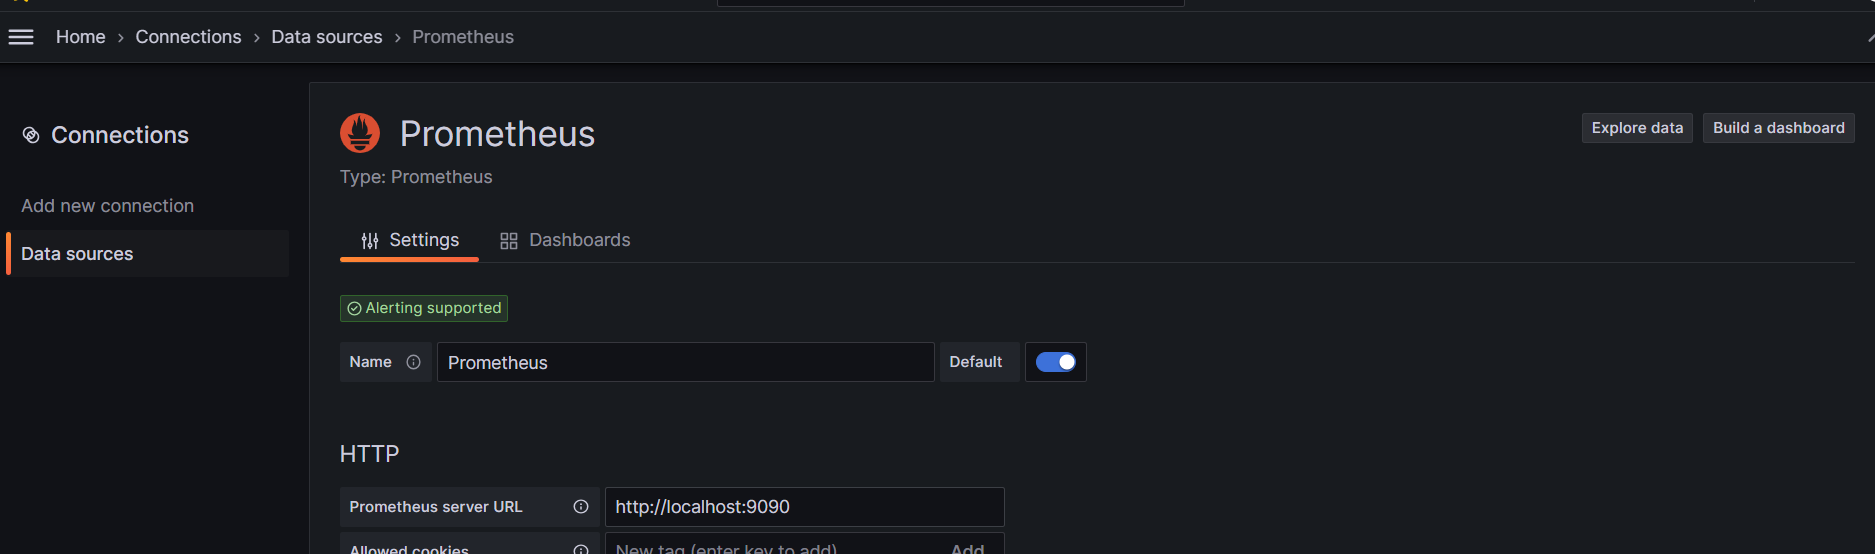 Home › Connections › Data sources › Prometheus
Connections
Add new connection
Data sources
Prometheus
Explore data
Build a dashboard
Type: Prometheus
Settings
Dashboards
Alerting supported
Name
Prometheus
Default
HTTP
Prometheus server URL
http://localhost:9090
Allowed cookies
New tag (enter key to add)
Add